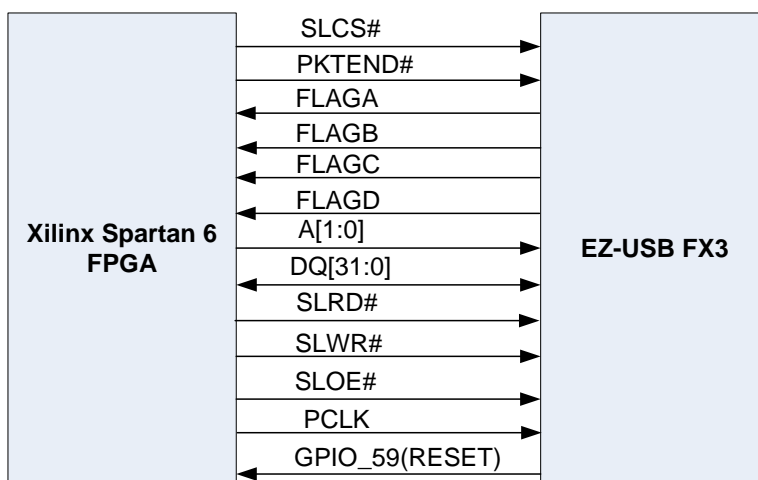 SLCS#
PKTEND#
FLAGA
FLAGB
FLAGC
FLAGD
A[1:0]
DQ[31:0]
SLRD#
SLWR#
SLOE#
PCLK
GPIO_59(RESET)
Xilinx Spartan 6
FPGA
EZ-USB FX3